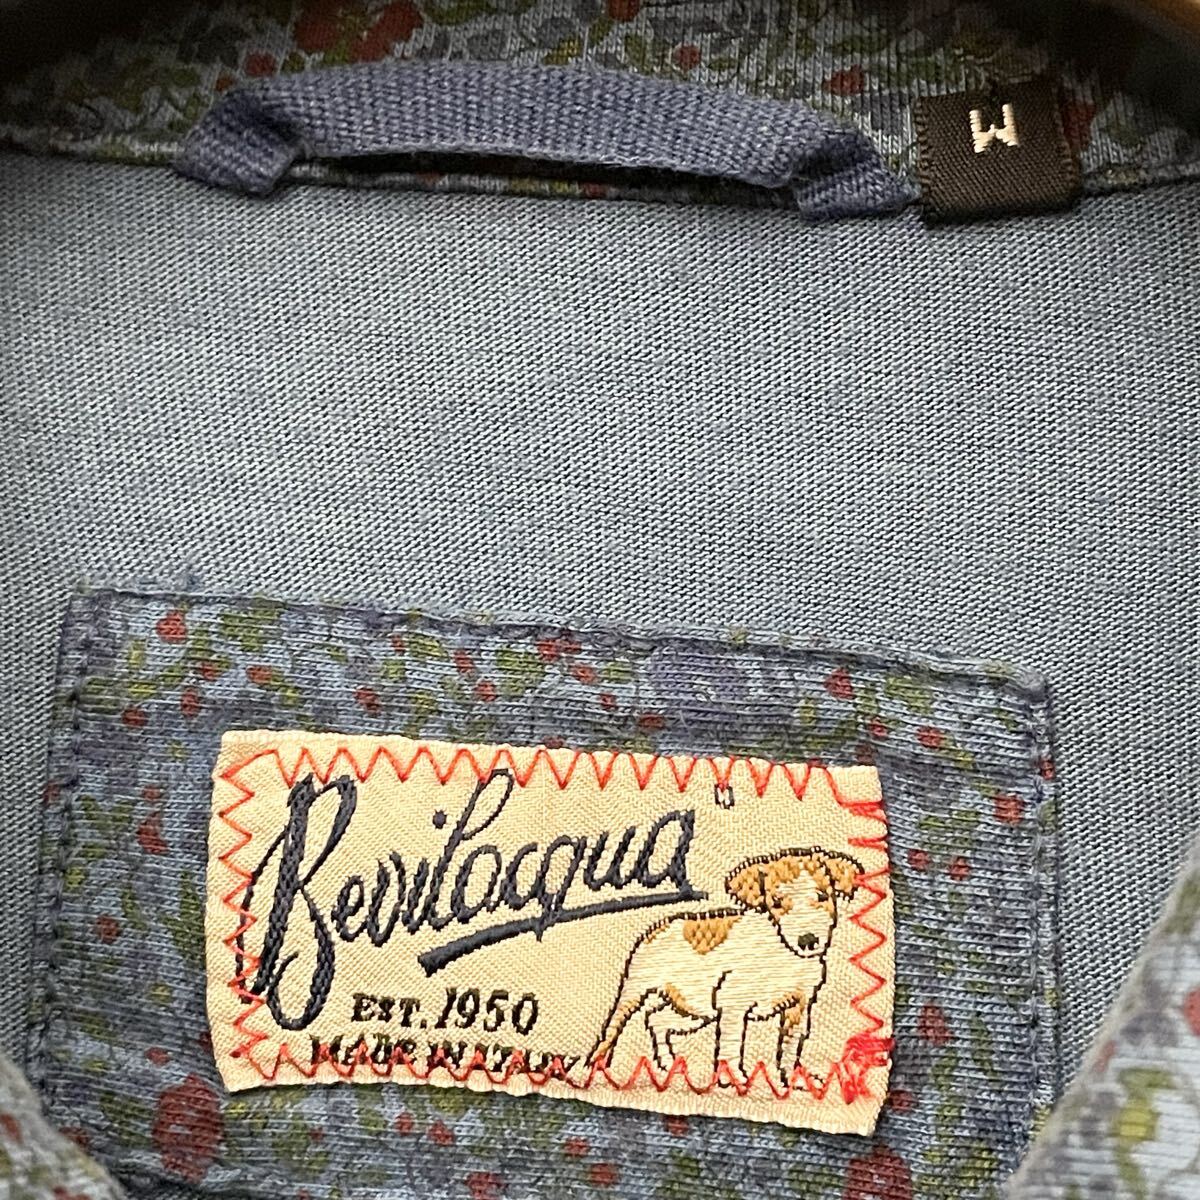 M
Bevilacqua
EST. 1950
MADE IN ITALY